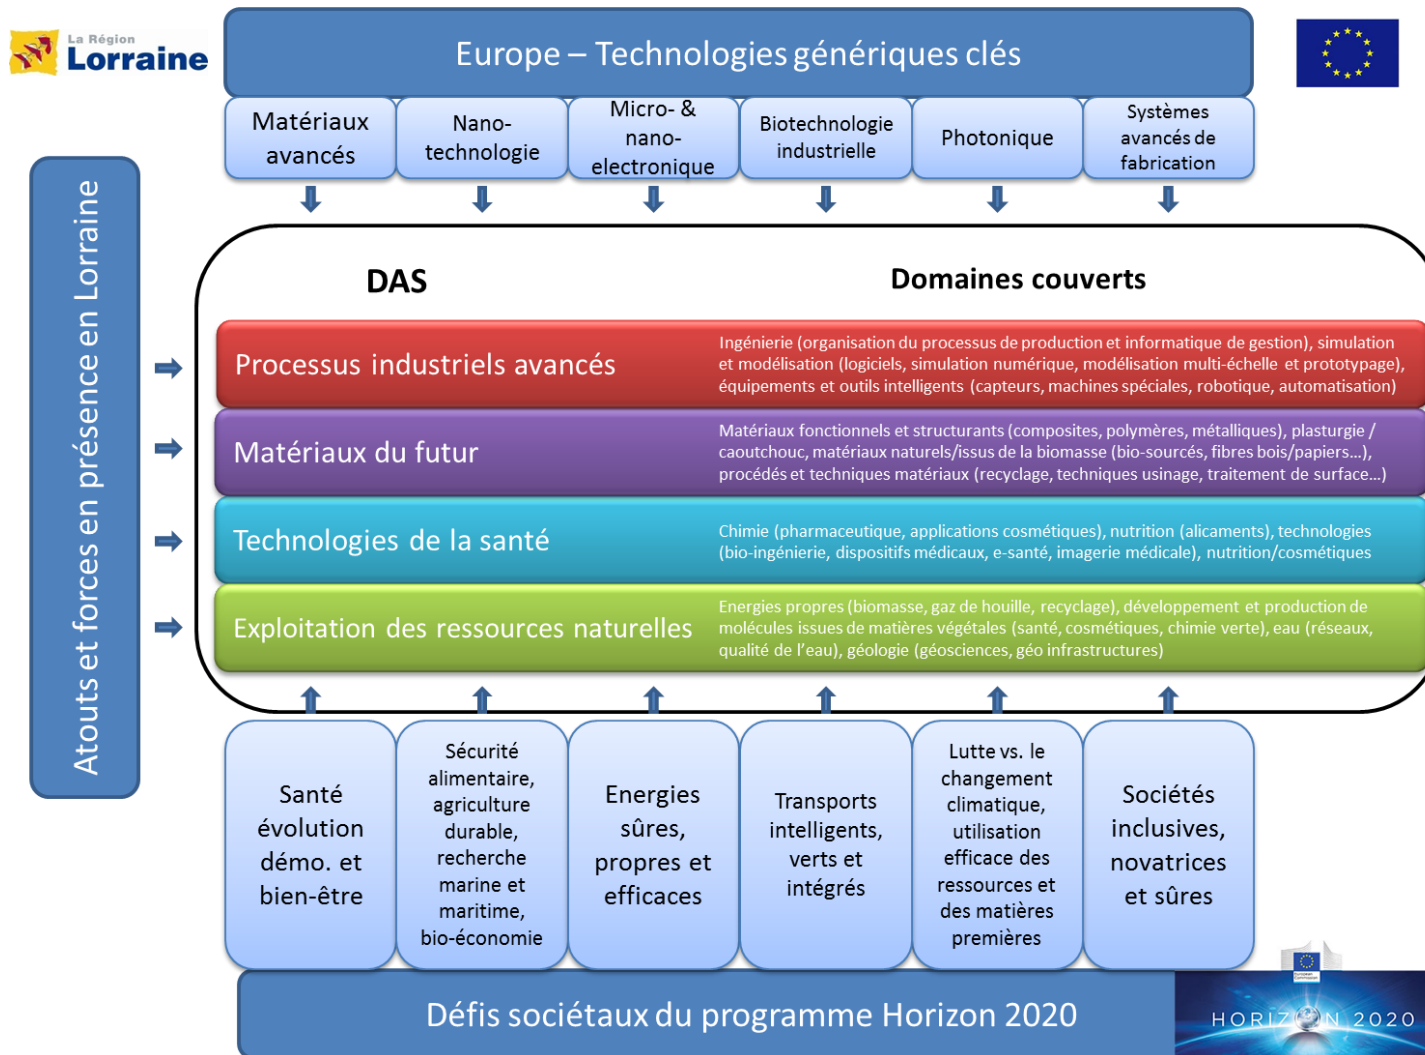 La Région
Lorraine
Europe – Technologies génériques clés
Matériaux
avancés
Nano-
technologie
Micro- &
nano-
electronique
Biotechnologie
industrielle
Photonique
Systèmes
avancés de
fabrication
Atouts et forces en présence en Lorraine
DAS
Domaines couverts
Processus industriels avancés
Ingénierie (organisation du processus de production et informatique de gestion), simulation
et modélisation (logiciels, simulation numérique, modélisation multi-échelle et prototypage),
équipements et outils intelligents (capteurs, machines spéciales, robotique, automatisation)
Matériaux du futur
Matériaux fonctionnels et structurants (composites, polymères, métalliques), plasturgie /
caoutchouc, matériaux naturels/issus de la biomasse (bio-sourcés, fibres bois/papiers…),
procédés et techniques matériaux (recyclage, techniques usinage, traitement de surface…)
Technologies de la santé
Chimie (pharmaceutique, applications cosmétiques), nutrition (alicaments), technologies
(bio-ingénierie, dispositifs médicaux, e-santé, imagerie médicale), nutrition/cosmétiques
Exploitation des ressources naturelles
Energies propres (biomasse, gaz de houille, recyclage), développement et production de
molécules issues de matières végétales (santé, cosmétiques, chimie verte), eau (réseaux,
qualité de l’eau), géologie (géosciences, géo infrastructures)
Santé
évolution
démo. et
bien-être
Sécurité
alimentaire,
agriculture
durable,
recherche
marine et
maritime,
bio-économie
Energies
sûres,
propres et
efficaces
Transports
intelligents,
verts et
intégrés
Lutte vs. le
changement
climatique,
utilisation
efficace des
ressources et
des matières
premières
Sociétés
inclusives,
novatrices
et sûres
Défis sociétaux du programme Horizon 2020
European
Commission
HORIZON 2020